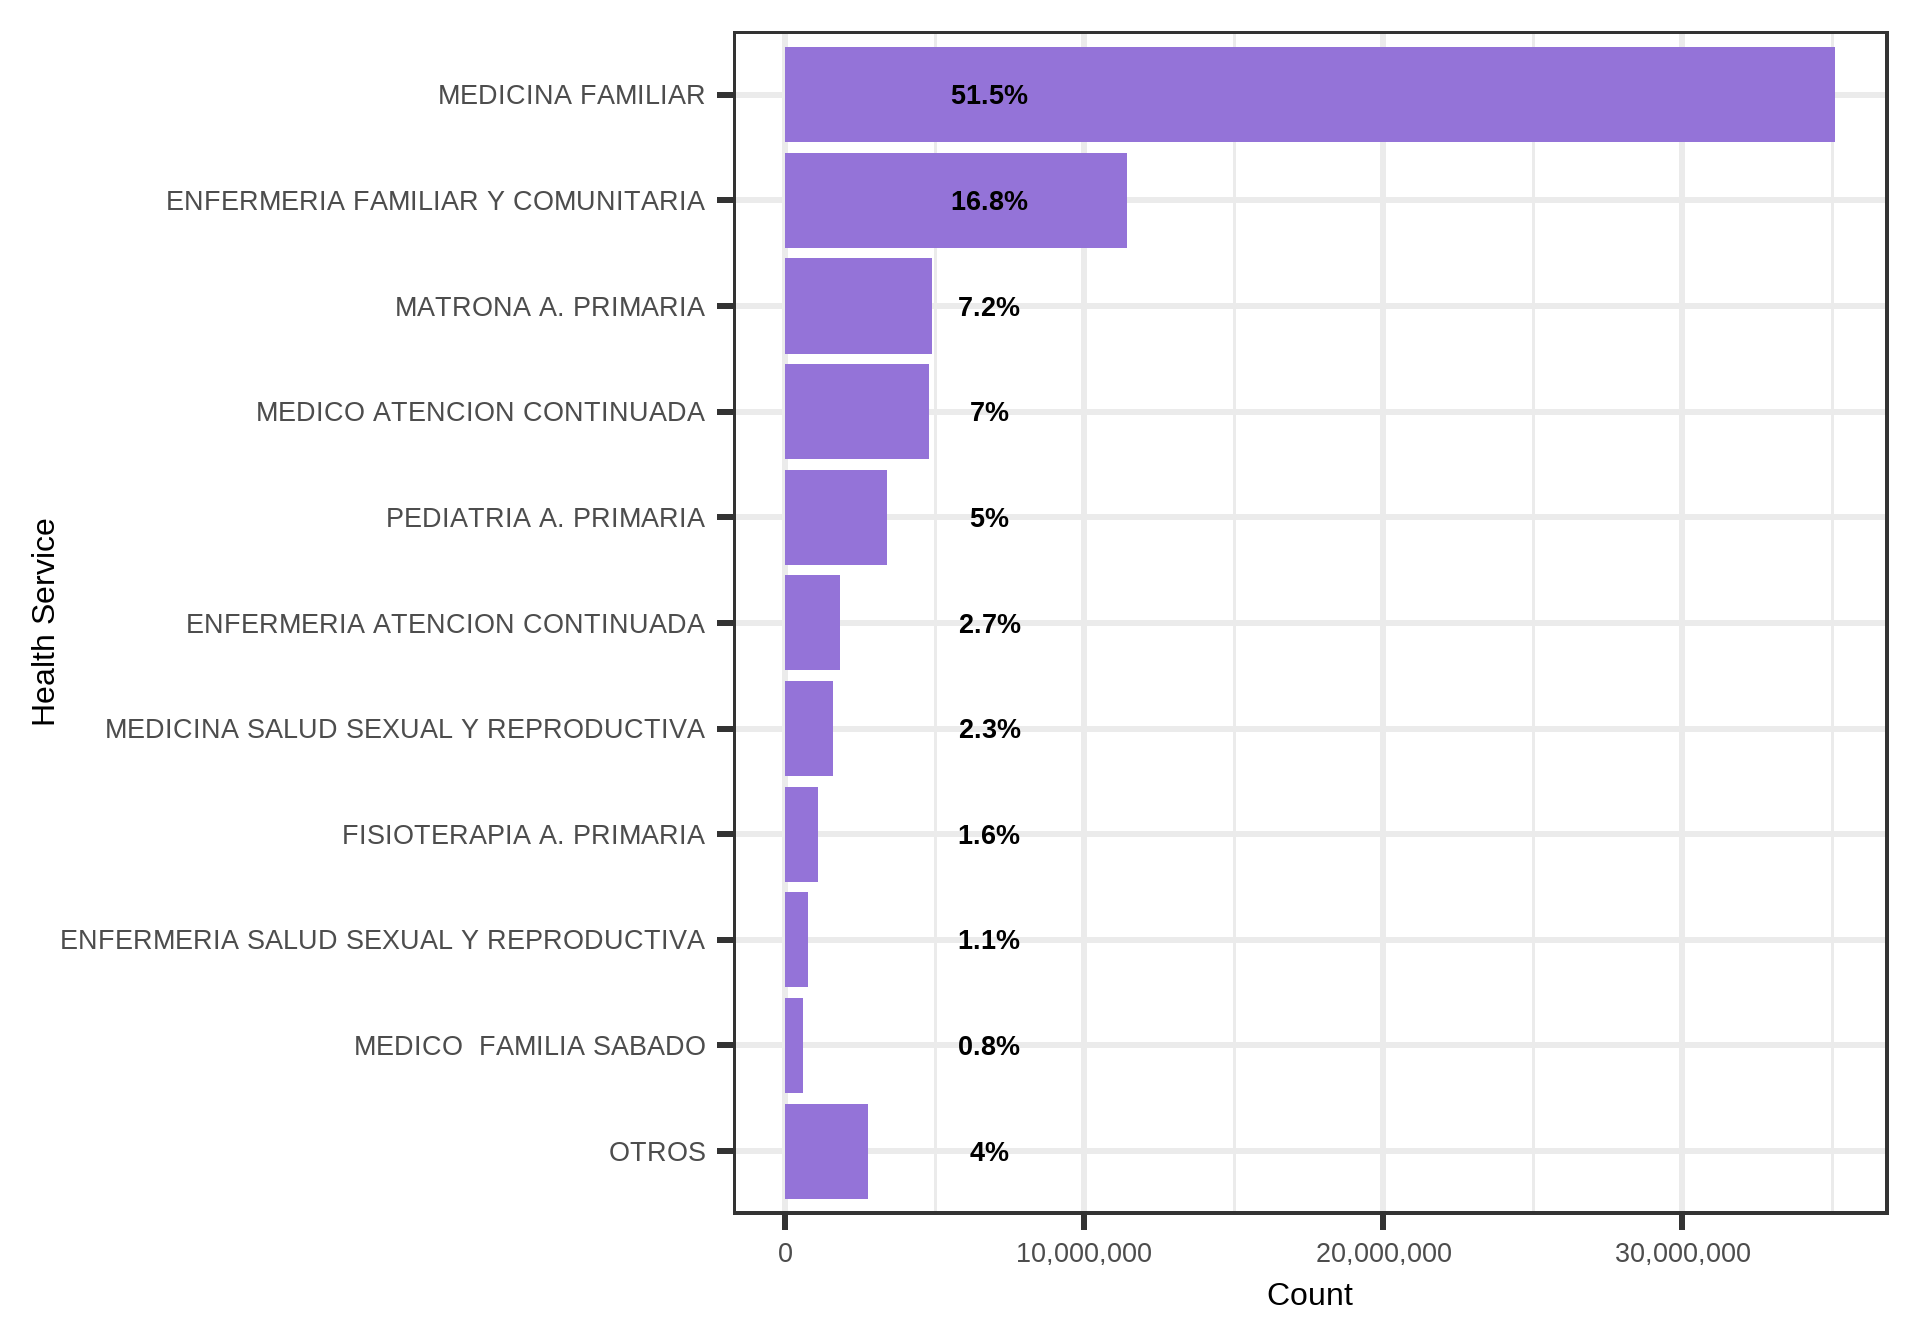 MEDICINA FAMILIAR 51.5%
ENFERMERIA FAMILIAR Y COMUNITARIA 16.8%
MATRONA A. PRIMARIA 7.2%
MEDICO ATENCION CONTINUADA 7%
PEDIATRIA A. PRIMARIA 5%
ENFERMERIA ATENCION CONTINUADA 2.7%
MEDICINA SALUD SEXUAL Y REPRODUCTIVA 2.3%
FISIOTERAPIA A. PRIMARIA 1.6%
ENFERMERIA SALUD SEXUAL Y REPRODUCTIVA 1.1%
MEDICO  FAMILIA SABADO 0.8%
OTROS 4%
Health Service
0 10,000,000 20,000,000 30,000,000
Count